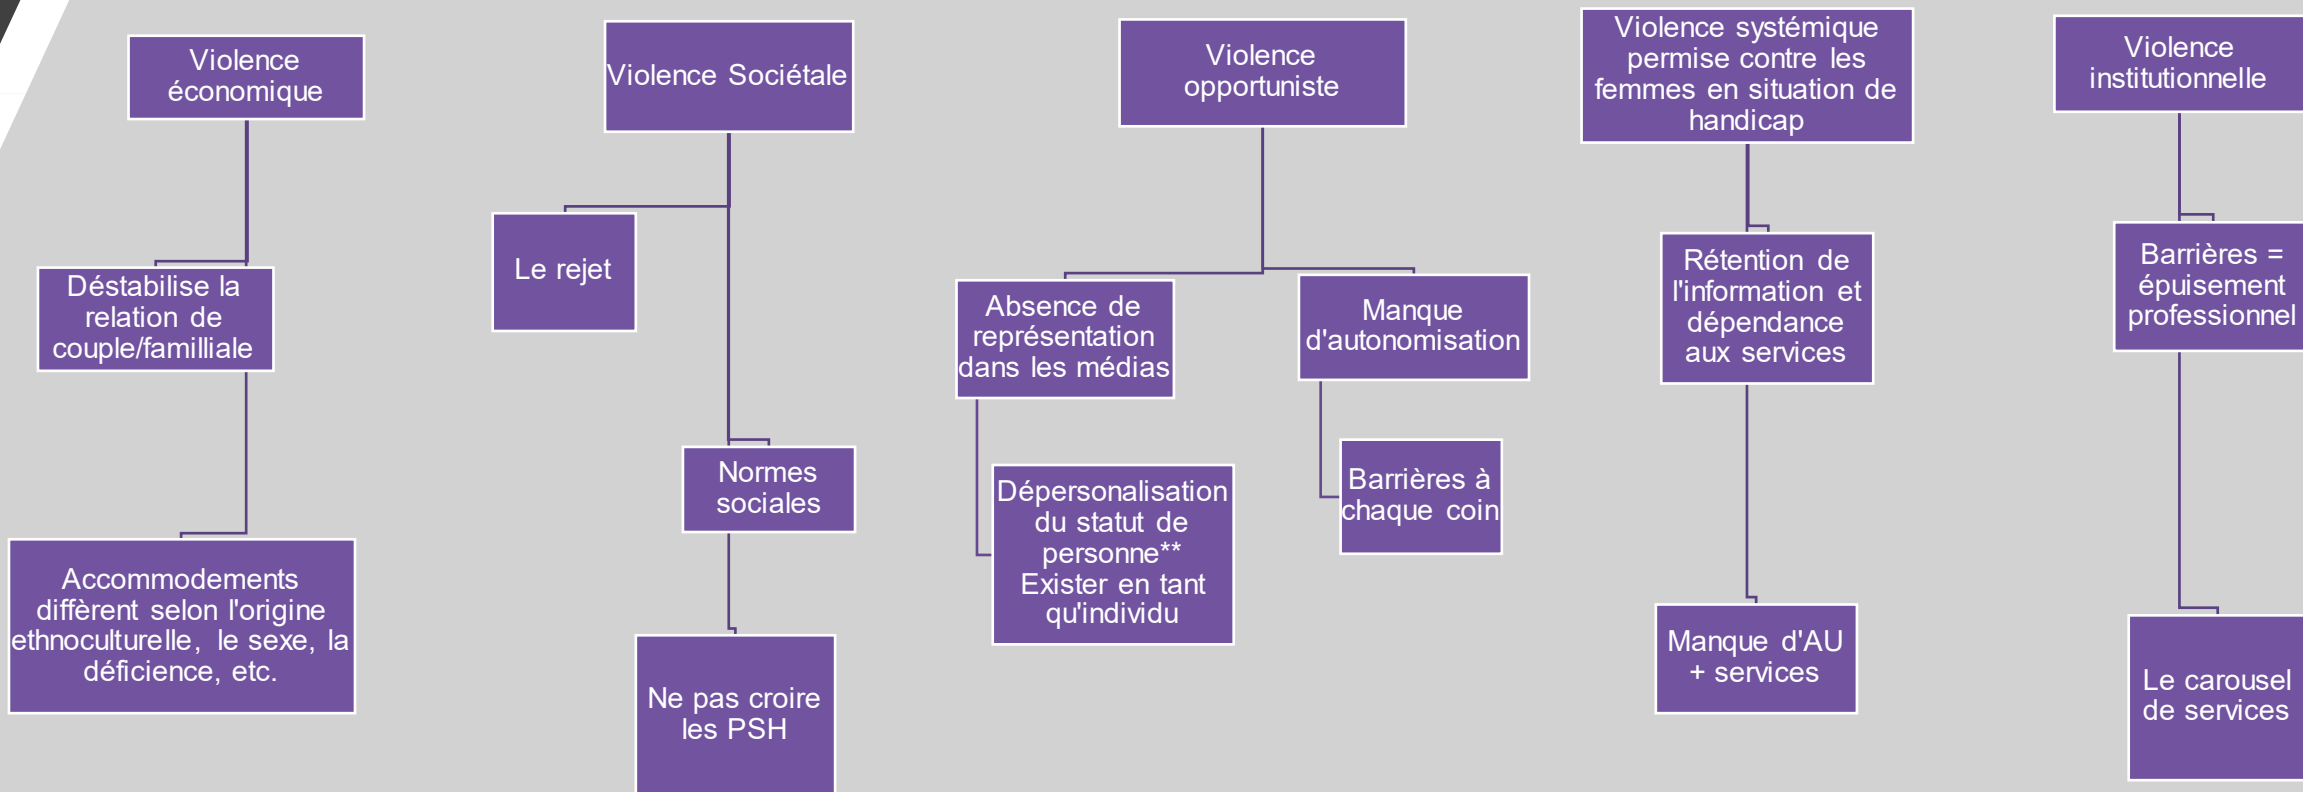 Violence
économique
Déstabilise la
relation de
couple/familliale
Accommodements
diffèrent selon l'origine
ethnoculturelle, le sexe, la
déficience, etc.
Violence Sociétale
Le rejet
Normes
sociales
Ne pas croire
les PSH
Violence
opportuniste
Absence de
représentation
dans les médias
Dépersonalisation
du statut de
personne**
Exister en tant
qu'individu
Manque
d'autonomisation
Barrières à
chaque coin
Violence systémique
permise contre les
femmes en situation de
handicap
Rétention de
l'information et
dépendance
aux services
Manque d'AU
+ services
Violence
institutionnelle
Barrières =
épuisement
professionnel
Le carousel
de services